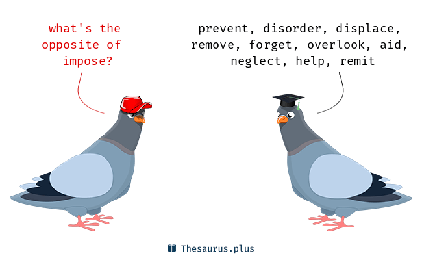 what's the
opposite of
impose?
prevent, disorder, displace,
remove, forget, overlook, aid,
neglect, help, remit
Thesaurus.plus